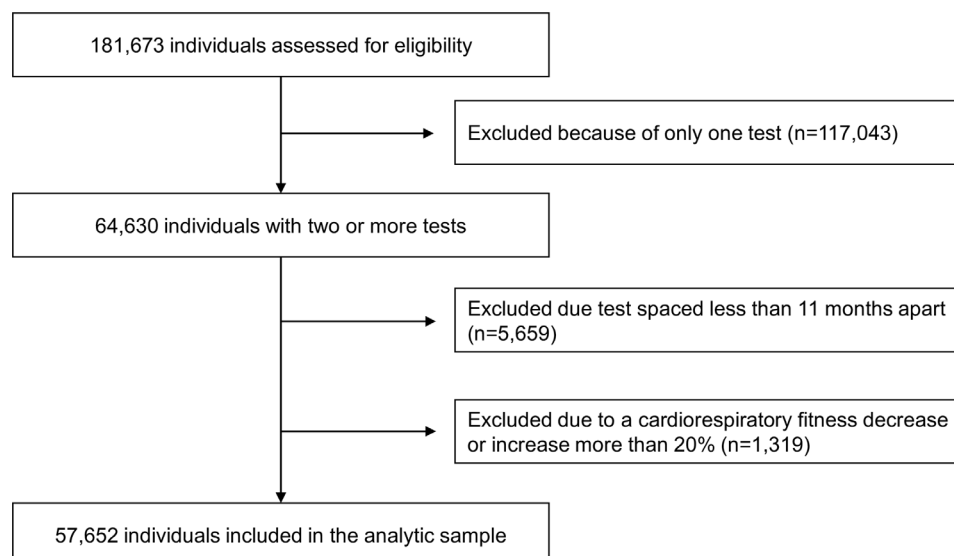 181,673 individuals assessed for eligibility
Excluded because of only one test (n=117,043)
64,630 individuals with two or more tests
Excluded due test spaced less than 11 months apart
(n=5,659)
Excluded due to a cardiorespiratory fitness decrease
or increase more than 20% (n=1,319)
57,652 individuals included in the analytic sample